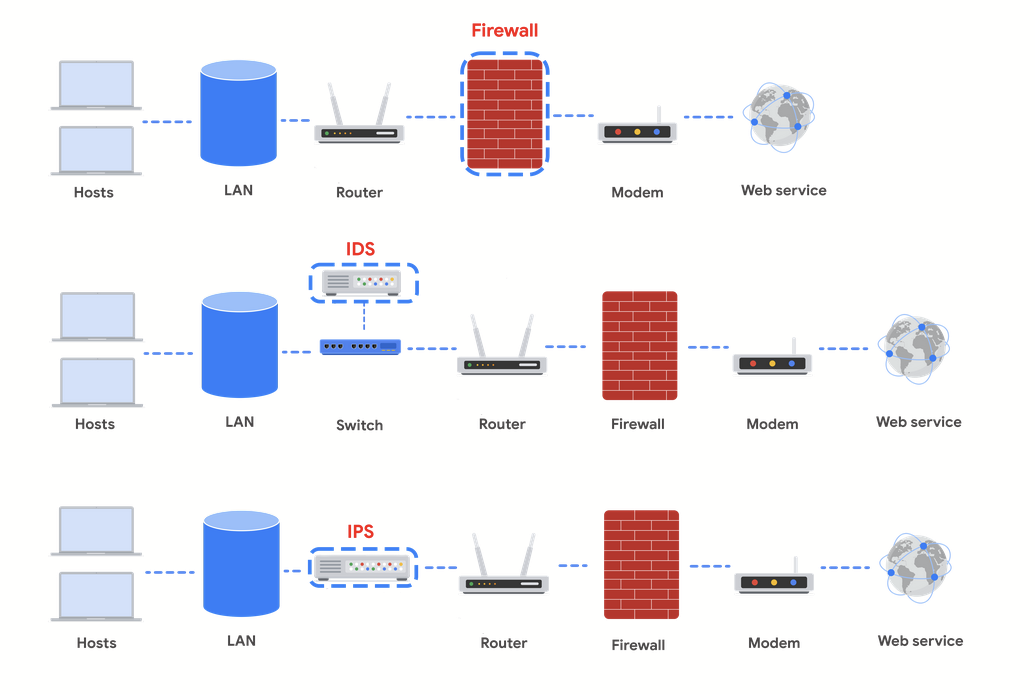 Firewall
Hosts
LAN
Router
Modem
Web service
IDS
Hosts
LAN
Switch
Router
Firewall
Modem
Web service
IPS
Hosts
LAN
Router
Firewall
Modem
Web service